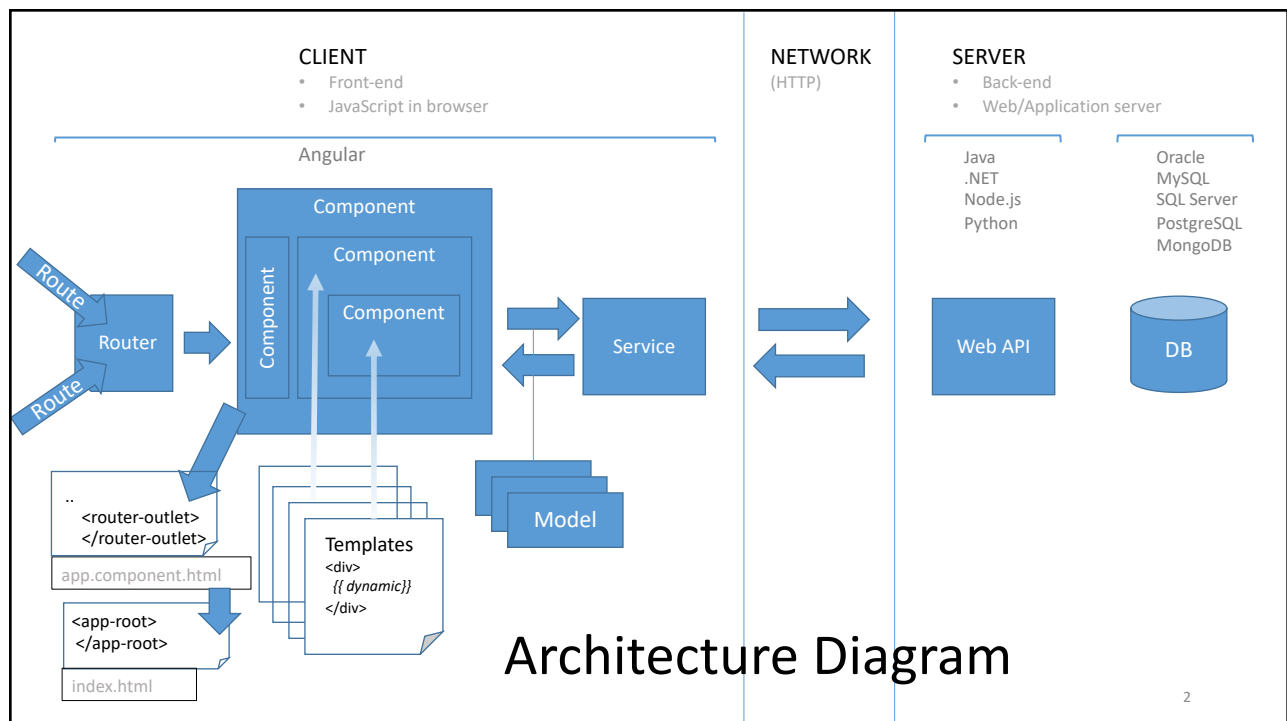 CLIENT
• Front-end
• JavaScript in browser
NETWORK
(HTTP)
SERVER
• Back-end
• Web/Application server
Angular
Java
.NET
Node.js
Python
Oracle
MySQL
SQL Server
PostgreSQL
MongoDB
Route
Route
Router
Component
Component
Component
Component
Service
Web API
DB
..
<router-outlet>
</router-outlet>
app.component.html
<app-root>
</app-root>
index.html
Templates
<div>
{{ dynamic}}
</div>
Model
Architecture Diagram
2